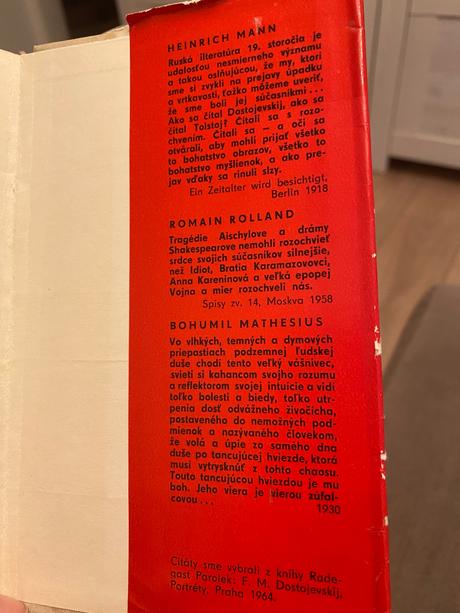 HEINRICH MANN
Ruská literatúra 19. storočia je
udalosťou nesmierneho významu
a takou oslňujúcou, že my, ktorí
sme si zvykli na prejavy úpadku
a vrtkavosti, ťažko môžeme uveriť,
že sme boli jej súčasníkmi...
Ako sa čítal Dostojevskij, ako sa
čítal Tolstoj? Čítali sa s rozo-
chvením. Čítali sa — a oči sa
otvárali, aby mohli prijať všetko
to bohatstvo obrazov, všetko to
bohatstvo myšlienok, a ako pre-
jav vďaky sa rinuli slzy.
Ein Zeitalter wird besichtigt,
Berlin 1918
ROMAIN ROLLAND
Tragédie Aischylove a drámy
Shakespearove nemohli rozochvieť
srdce svojich súčasníkov silnejšie,
než Idiot, Bratia Karamazovovci,
Anna Kareninová a veľká epopej
Vojna a mier rozochveli nás.
Spisy zv. 14, Moskva 1958
BOHUMIL MATHESIUS
Vo vlhkých, temných a dymových
priepastiach podzemnej ľudskej
duše chodí tento veľký vášnivec,
svieti si kahancom svojho rozumu
a reflektorom svojej intuície a vidí
toľko bolesti a biedy, toľko utr-
penia dosť odvážneho živočícha,
postaveného do nemožných pod-
mienok a nazývaného človekom,
že volá a úpie zo samého dna
duše po tancujúcej hviezde, ktorá
musí vytrysknúť z tohto chaosu.
Touto tancujúcou hviezdou je mu
boh. Jeho viera je vierou zúfal-
covou...
1930
Citáty sme vybrali z knihy Rade-
gast Parolek: F. M. Dostojevskij,
Portréty, Praha 1964.